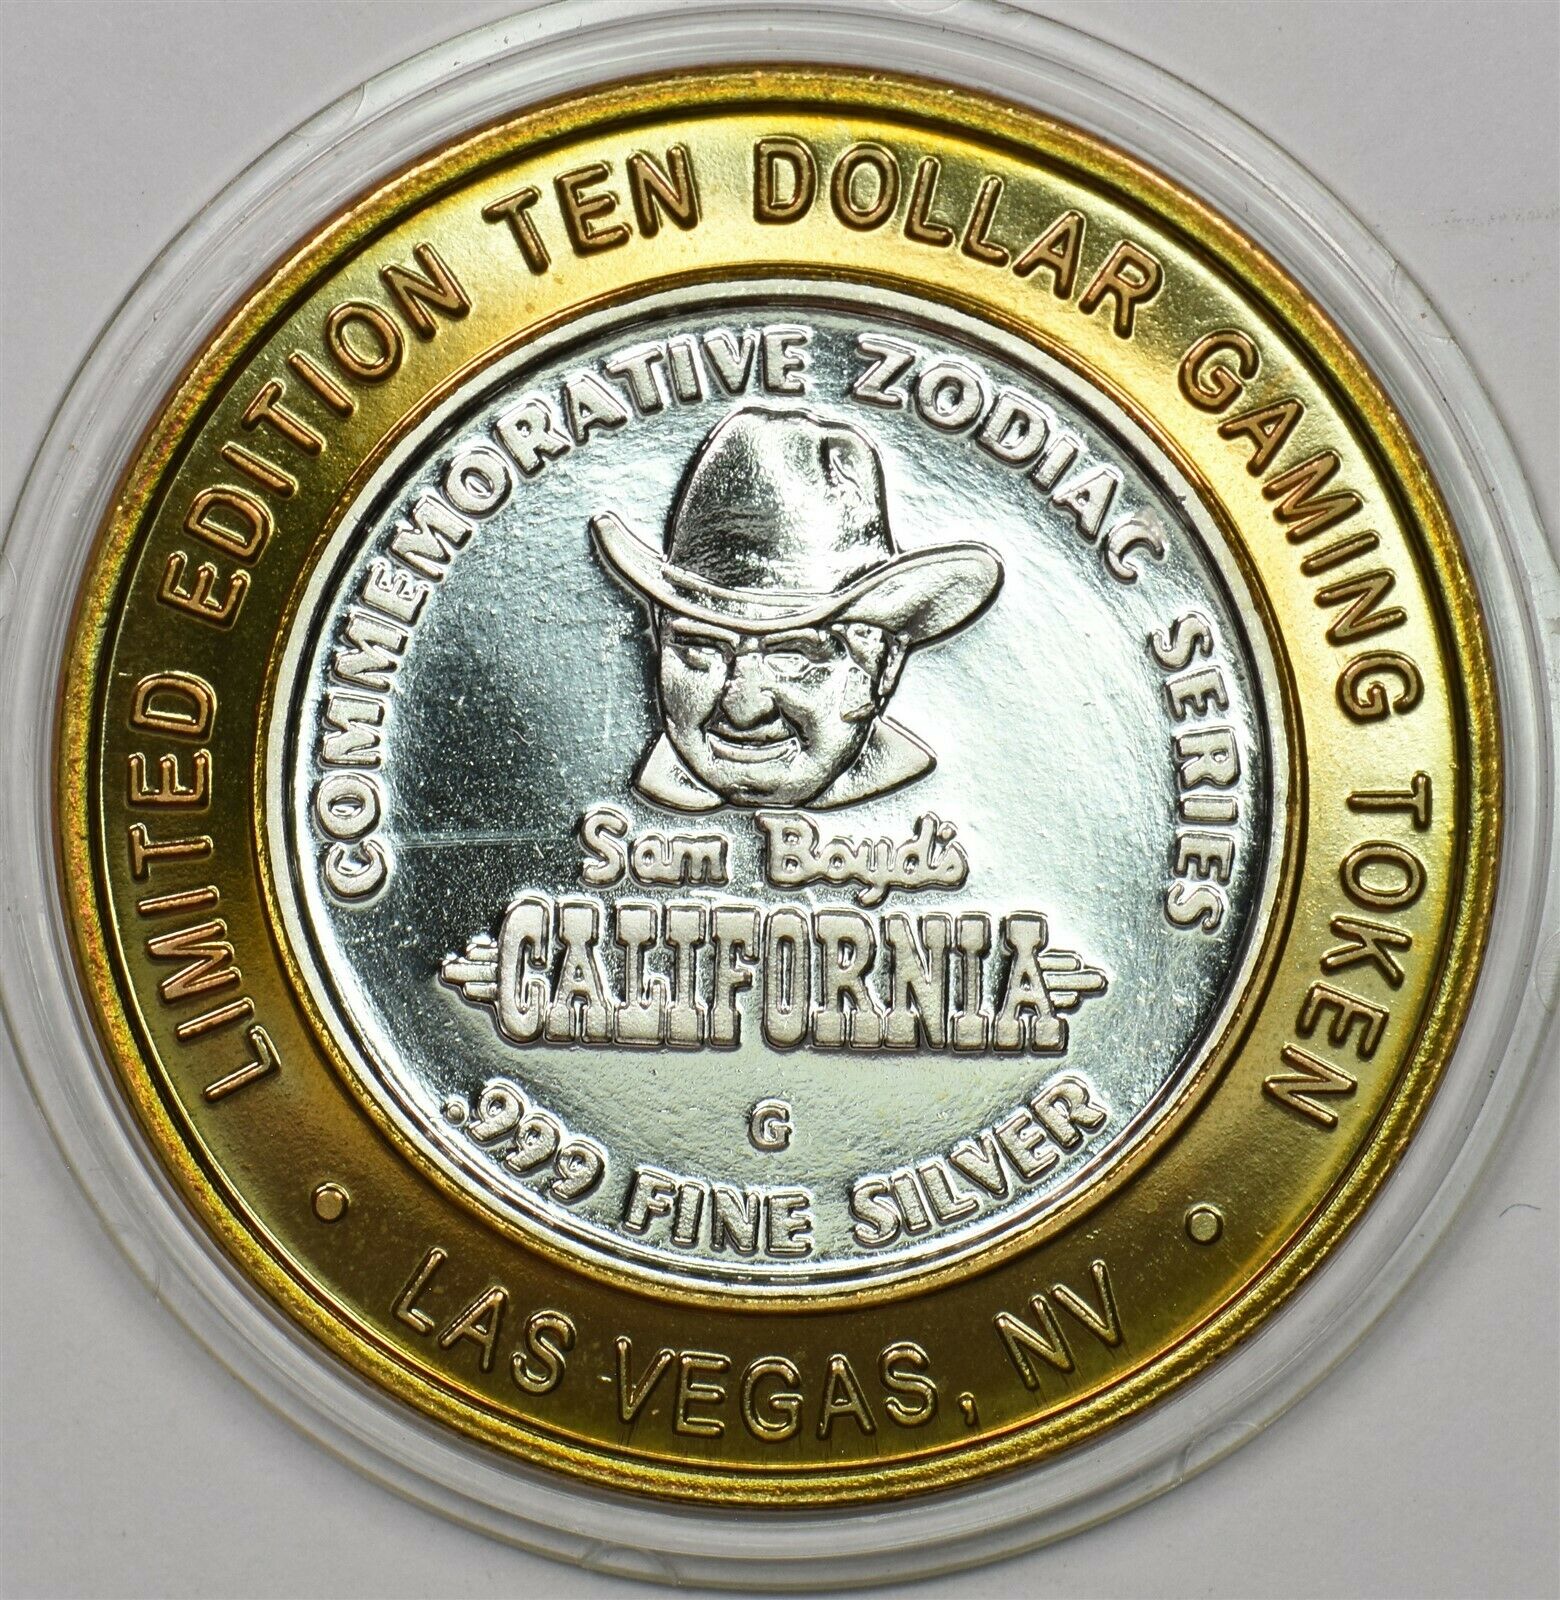 LIMITED EDITION TEN DOLLAR GAMING TOKEN
COMMEMORATIVE ZODIAC SERIES
Sam Boyd's
CALIFORNIA
G
.999 FINE SILVER
• LAS VEGAS, NV •